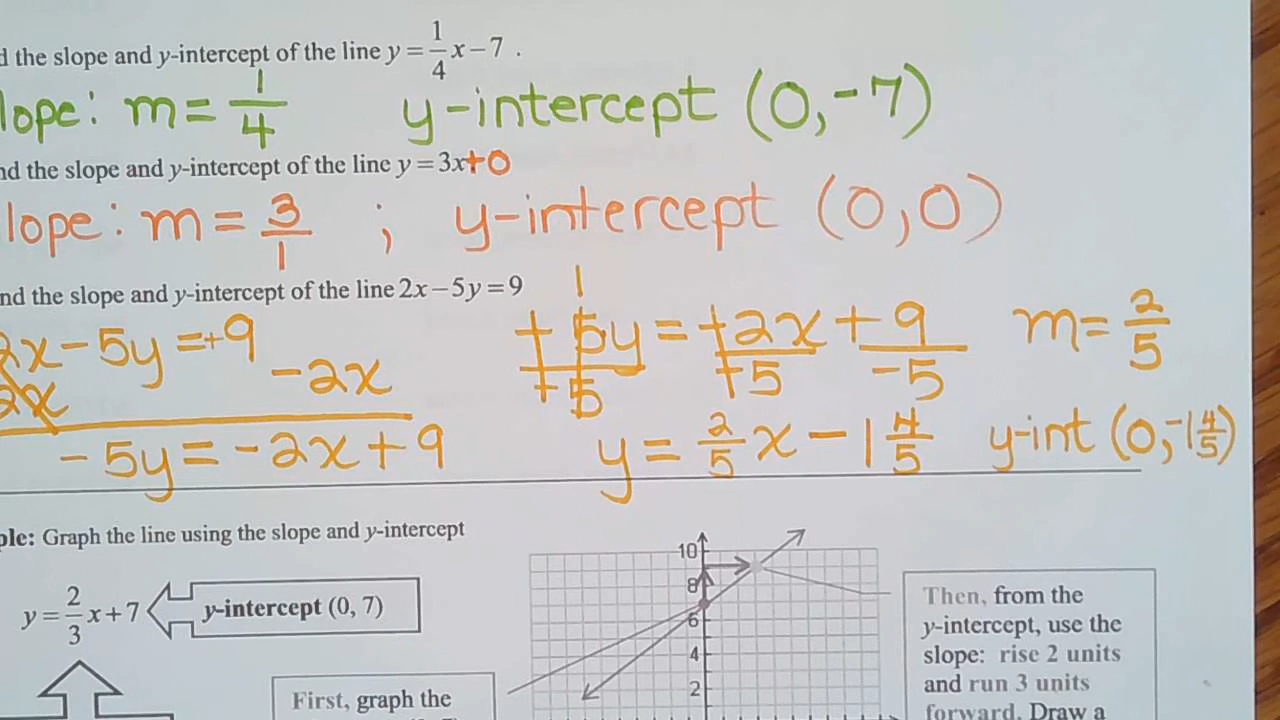 d the slope and y-intercept of the line y = 1/4 x − 7 .
lope: m = 1/4 y-intercept (0, -7)
nd the slope and y-intercept of the line y = 3x+0
lope: m = 3/1 ; y-intercept (0,0)
nd the slope and y-intercept of the line 2x − 5y = 9
2x − 5y = +9
2x − 2x
− 5y = − 2x + 9
1
+5y/+5 = +2x/+5 + 9/-5
m = 2/5
y = 2/5 x − 1 4/5
y-int (0, -1 4/5)
ple: Graph the line using the slope and y-intercept
y = 2/3 x + 7
y-intercept (0, 7)
First, graph the
10
8
6
4
2
Then, from the
y-intercept, use the
slope: rise 2 units
and run 3 units
forward. Draw a